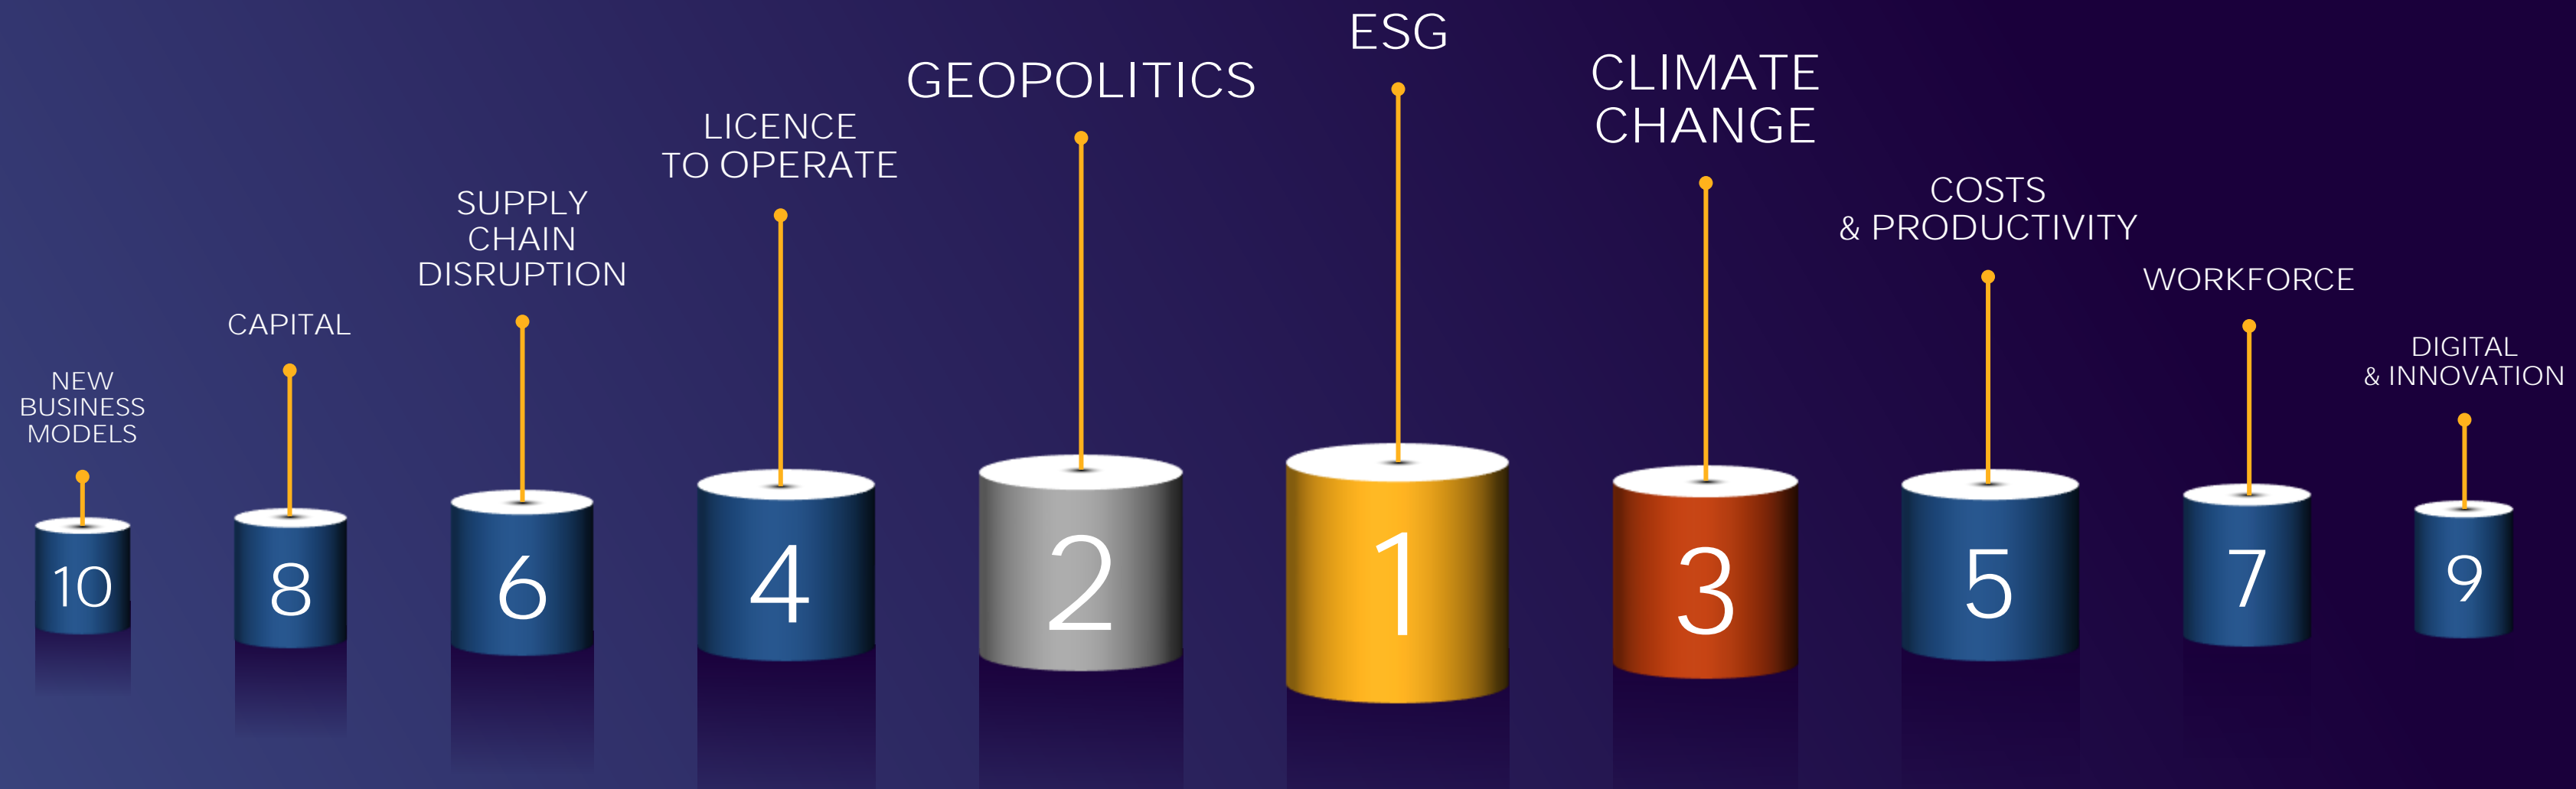 NEW
BUSINESS
MODELS
10
CAPITAL
8
SUPPLY
CHAIN
DISRUPTION
6
LICENCE
TO OPERATE
4
GEOPOLITICS
2
ESG
1
CLIMATE
CHANGE
3
COSTS
& PRODUCTIVITY
5
WORKFORCE
7
DIGITAL
& INNOVATION
9